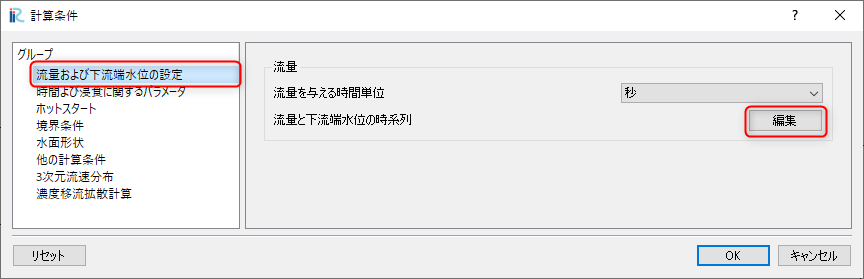 計算条件
グループ
流量および下流端水位の設定
時間および浸食に関するパラメータ
ホットスタート
境界条件
水面形状
他の計算条件
3次元流速分布
濃度移流拡散計算
流量
流量を与える時間単位
秒
流量と下流端水位の時系列
編集
リセット
OK
キャンセル